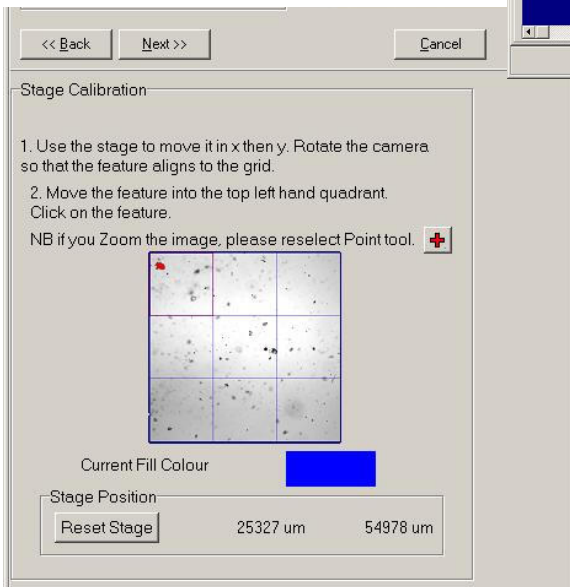 << Back
Next >>
Cancel
Stage Calibration
1. Use the stage to move it in x then y. Rotate the camera
so that the feature aligns to the grid.
2. Move the feature into the top left hand quadrant.
Click on the feature.
NB if you Zoom the image, please reselect Point tool.
Current Fill Colour
Stage Position
Reset Stage
25327 um
54978 um